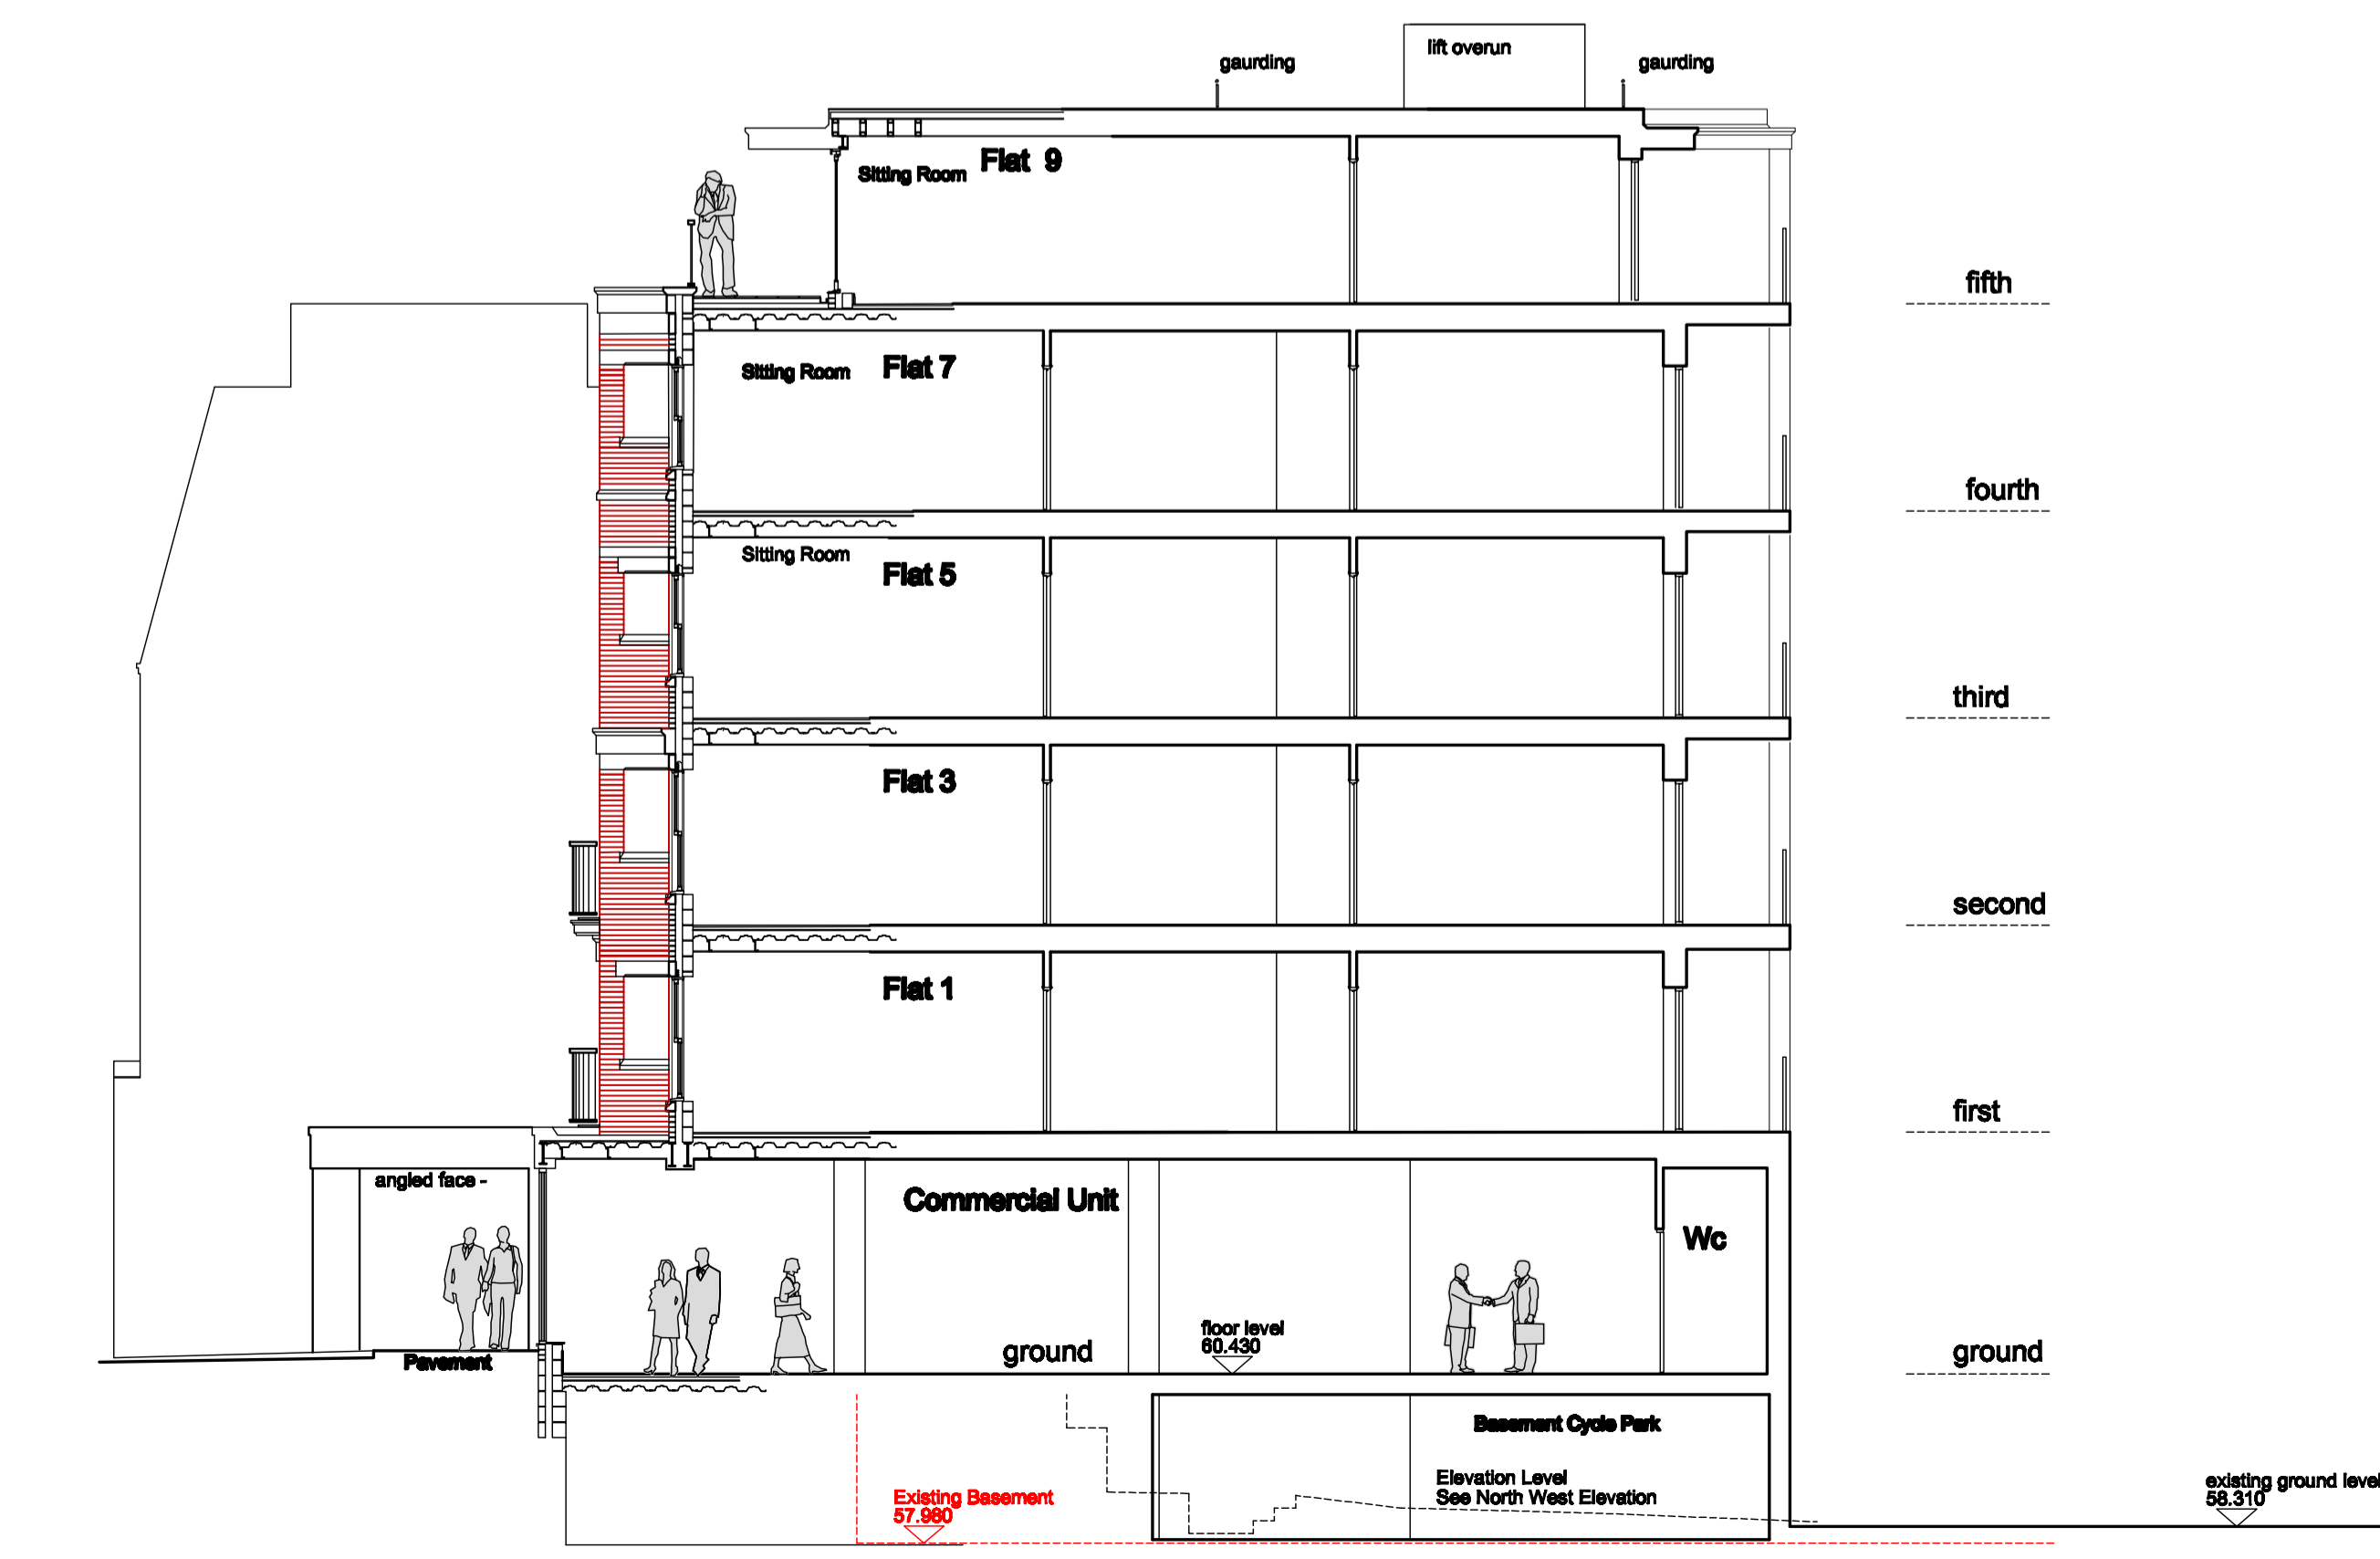 lift overun
gaurding
gaurding
Flat 9
Sitting Room
fifth
Flat 7
Sitting Room
fourth
Sitting Room
Flat 5
third
Flat 3
second
Flat 1
first
angled face -
Commercial Unit
Wc
floor level
60.430
ground
ground
Pavement
Basement Cycle Park
Elevation Level
See North West Elevation
existing ground level
58.310
Existing Basement
57.980